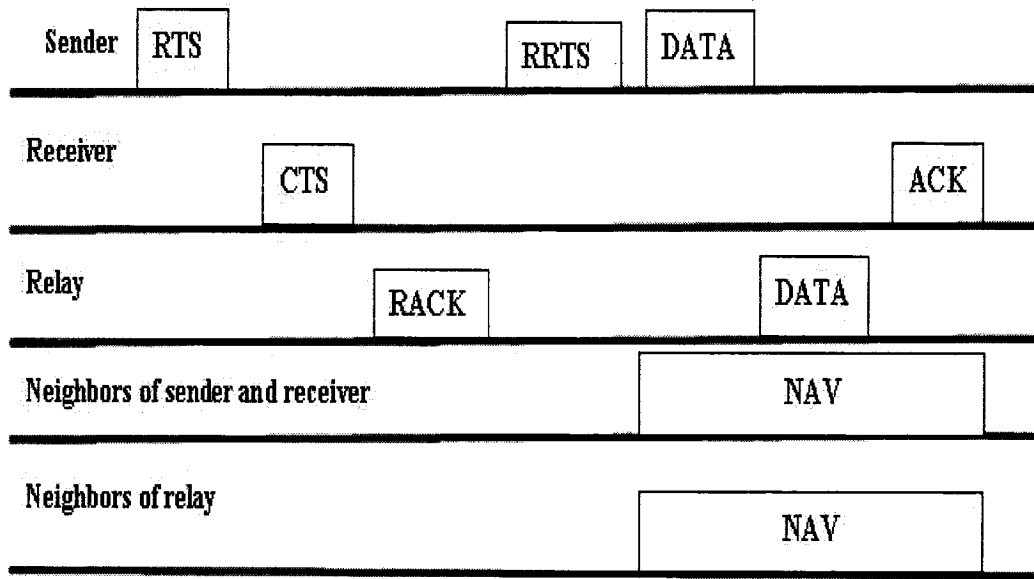 Sender RTS RRTS DATA
Receiver CTS ACK
Relay RACK DATA
Neighbors of sender and receiver NAV
Neighbors of relay NAV